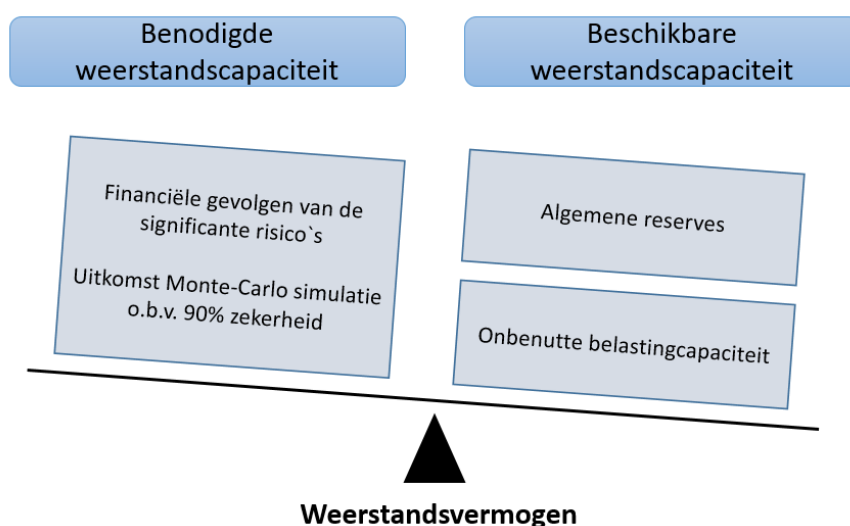 Benodigde
weerstandscapaciteit
Beschikbare
weerstandscapaciteit
Financiële gevolgen van de
significante risico`s
Uitkomst Monte-Carlo simulatie
o.b.v. 90% zekerheid
Algemene reserves
Onbenutte belastingcapaciteit
Weerstandsvermogen